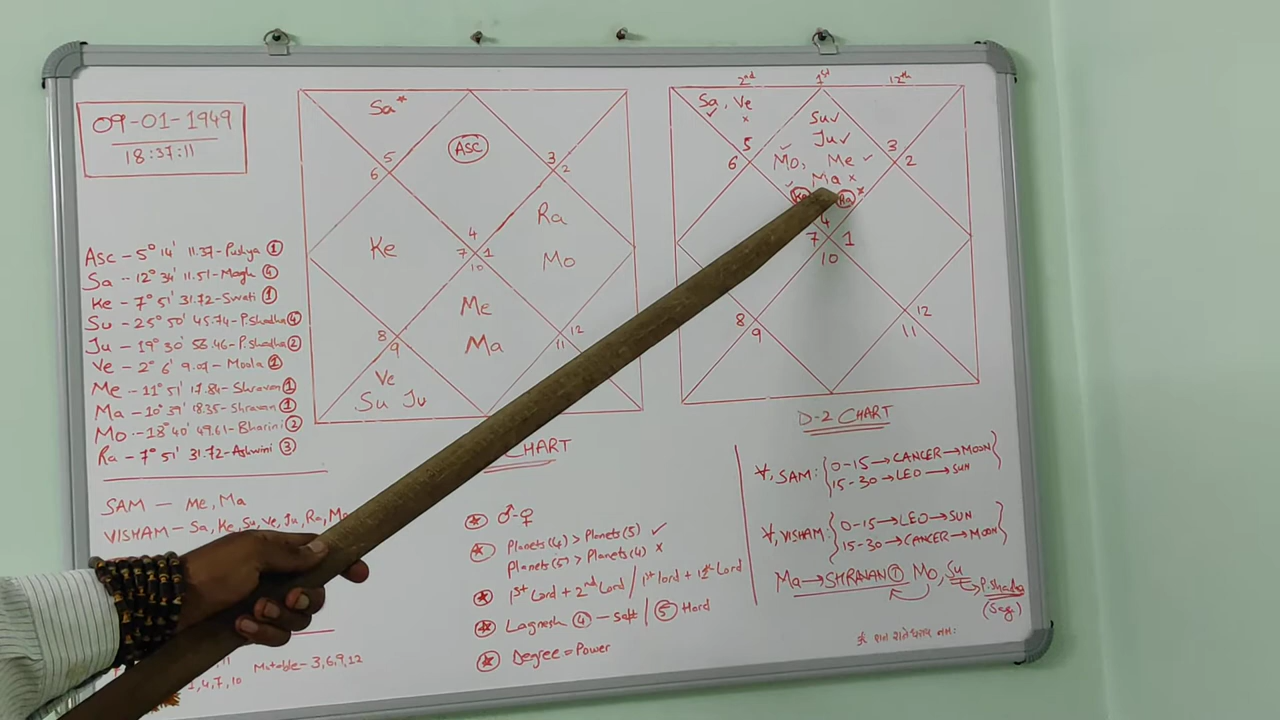 09-01-1949
18:37:11
Asc - 5° 14' 11.37 - Pushya ①
Sa - 12° 34' 11.51 - Magh ④
Ke - 7° 51' 31.72 - Swati ①
Su - 25° 50' 45.74 - P.Shadha ④
Ju - 19° 30' 58.46 - P.Shadha ②
Ve - 2° 6' 9.07 - Moola ①
Me - 11° 51' 17.84 - Shravan ①
Ma - 10° 39' 18.35 - Shravan ①
Mo - 18° 40' 49.61 - Bharini ②
Ra - 7° 51' 31.72 - Ashwini ③
SAM - Me, Ma
VISHAM - Sa, Ke, Su, Ve, Ju, Ra, Mo
1, 4, 7, 10
Mutable - 3, 6, 9, 12
Sa*
Asc
5
6
3
2
Ra
Ke
4
7 1
10
Mo
Me
Ma
8
9
12
11
Ve
Su Ju
CHART
2nd 1st 12th
Sa ✓, Ve ×
Su ✓
Ju ✓
✓ Mo, Me ✓
Ma ×
✓ Ke Ra *
5
6
3
2
4
7 1
10
8
9
12
11
D-2 CHART
* ♂-♀
* Planets(4) > Planets(5) ✓
Planets(5) > Planets(4) ×
* 1st Lord + 2nd Lord / 1st lord + 12th Lord
* Lagnesh ④ - Soft / ⑤ Hard
* Degree = Power
*, SAM: { 0-15 → CANCER → MOON
15-30 → LEO → SUN }
*, VISHAM: { 0-15 → LEO → SUN
15-30 → CANCER → MOON }
Ma → SHRAVAN ① Mo, Su → P.Shadha
(Sag.)